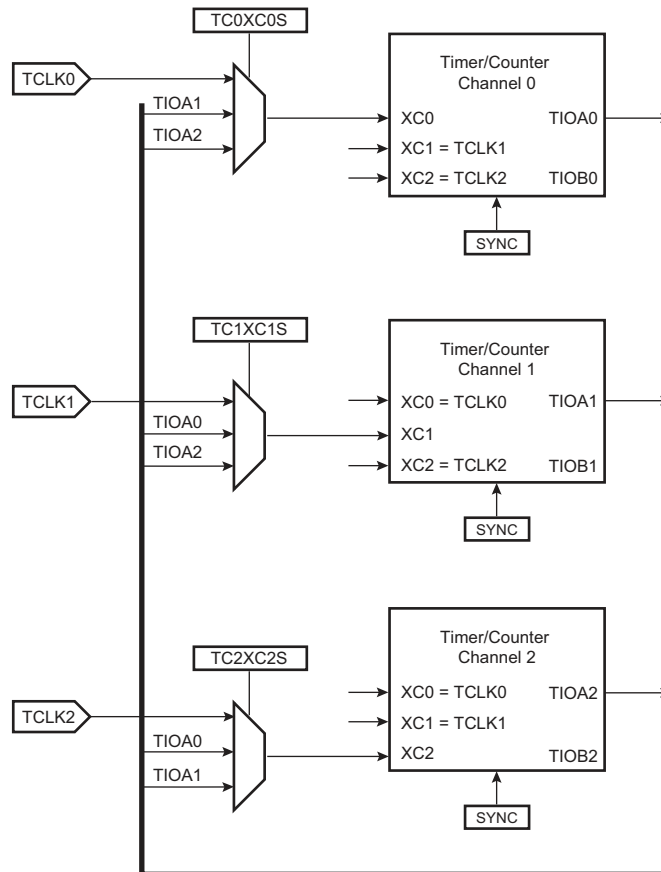 TC0XC0S
TCLK0
TIOA1
TIOA2
Timer/Counter
Channel 0
XC0
TIOA0
XC1 = TCLK1
XC2 = TCLK2
TIOB0
SYNC
TC1XC1S
TCLK1
TIOA0
TIOA2
Timer/Counter
Channel 1
XC0 = TCLK0
TIOA1
XC1
XC2 = TCLK2
TIOB1
SYNC
TC2XC2S
TCLK2
TIOA0
TIOA1
Timer/Counter
Channel 2
XC0 = TCLK0
TIOA2
XC1 = TCLK1
XC2
TIOB2
SYNC